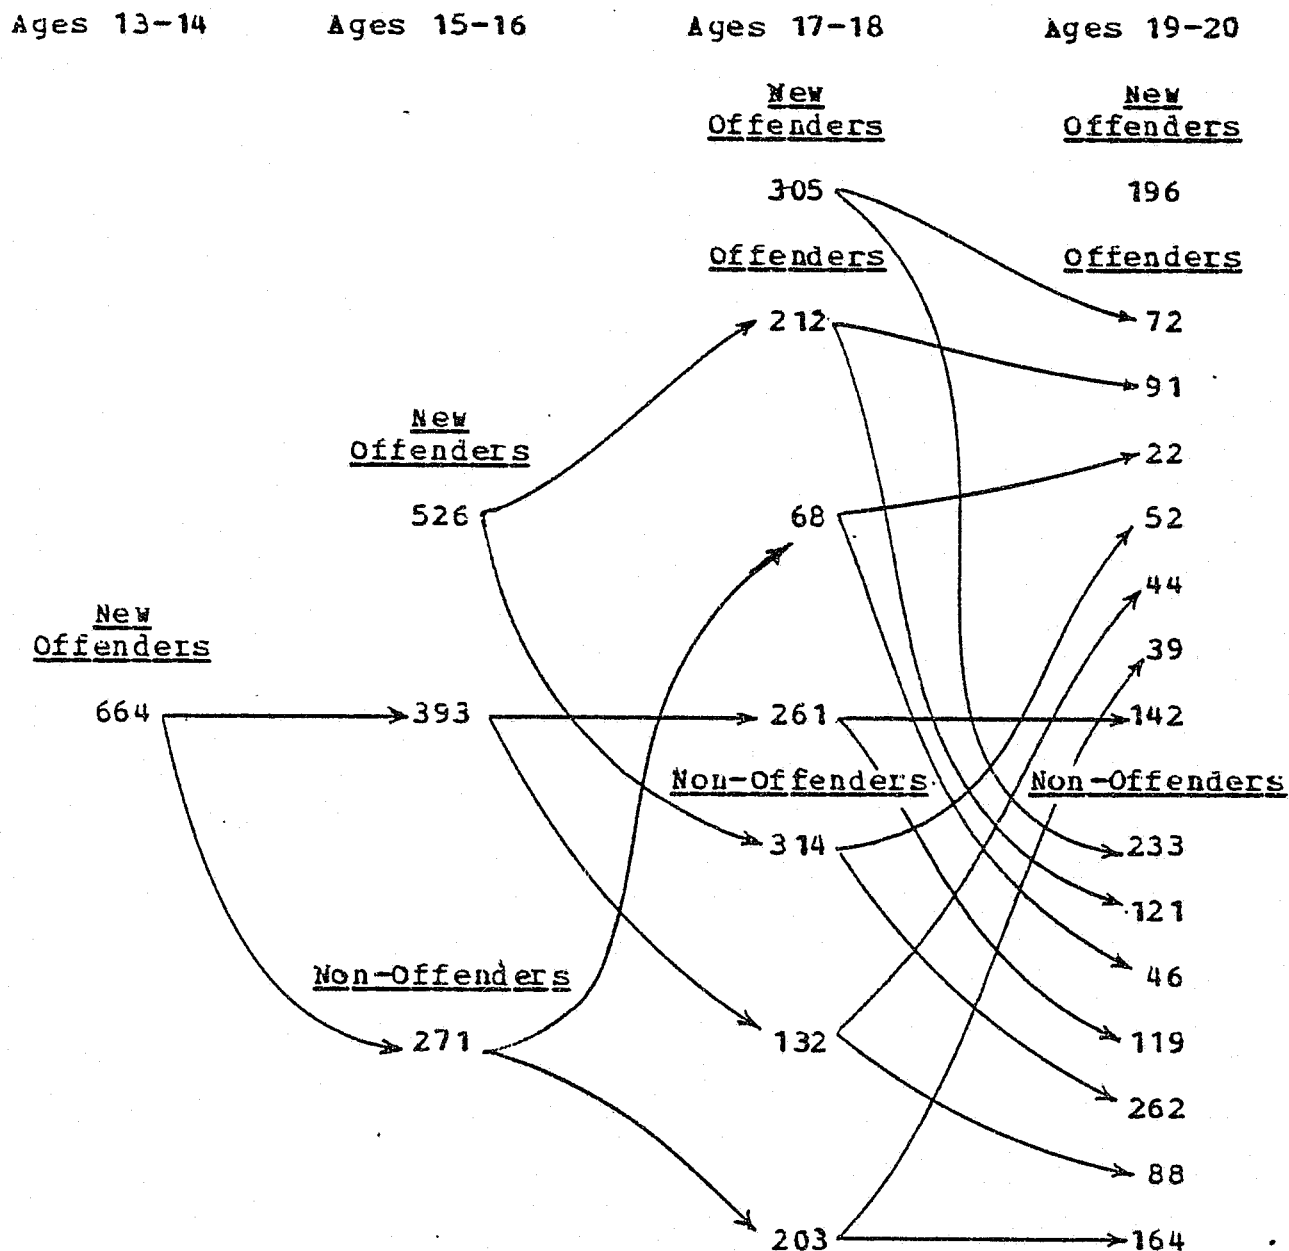 Ages 13-14 Ages 15-16 Ages 17-18 Ages 19-20
New New
Offenders Offenders
305 196
Offenders Offenders
212 72
91
New
Offenders
22
526 68 52
44
New
Offenders
39
664 393 261 142
Non-Offenders Non-Offenders
314 233
121
Non-Offenders 46
271 132 119
262
88
203 164